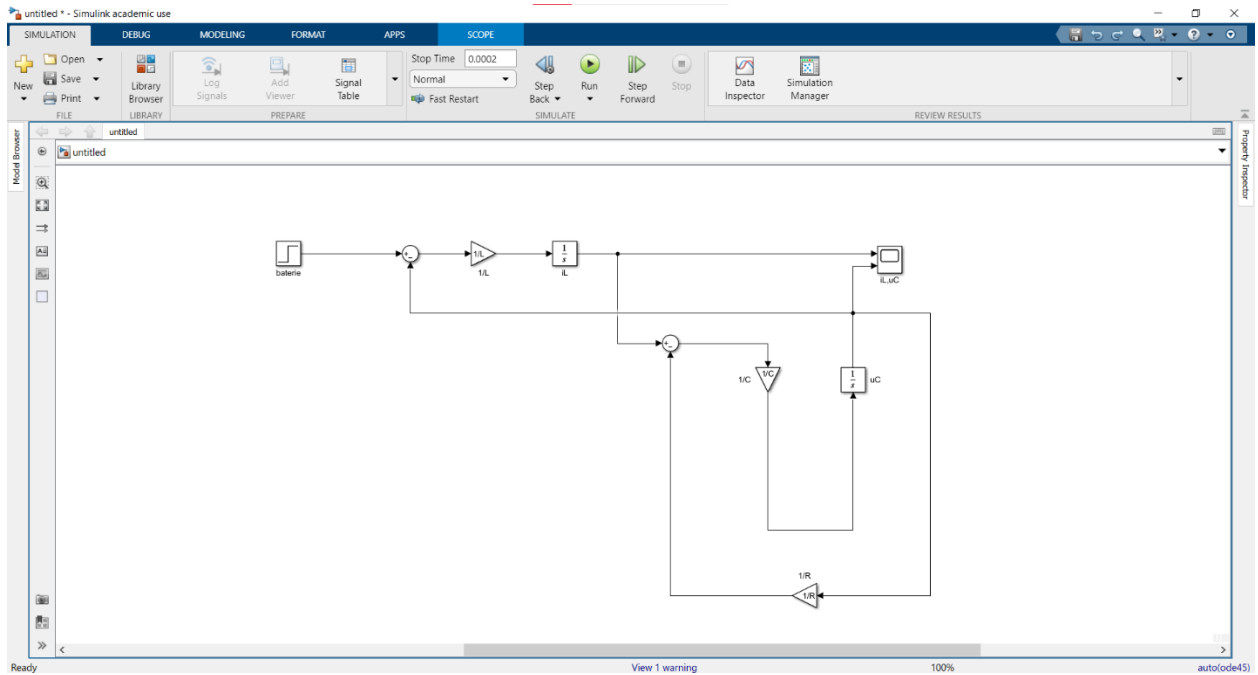 untitled * - Simulink academic use
SIMULATION DEBUG MODELING FORMAT APPS SCOPE
New
Open
Save
Print
FILE
Library Browser
LIBRARY
Log Signals
Add Viewer
Signal Table
PREPARE
Stop Time 0.0002
Normal
Fast Restart
Step Back
Run
Step Forward
Stop
SIMULATE
Data Inspector
Simulation Manager
REVIEW RESULTS
Model Browser
untitled
untitled
Property Inspector
baterie
+
-
1/L
1/L
1
s
iL
iL,uC
+
-
1/C
1/C
1
s
uC
1/R
1/R
Ready
View 1 warning
100%
auto(ode45)